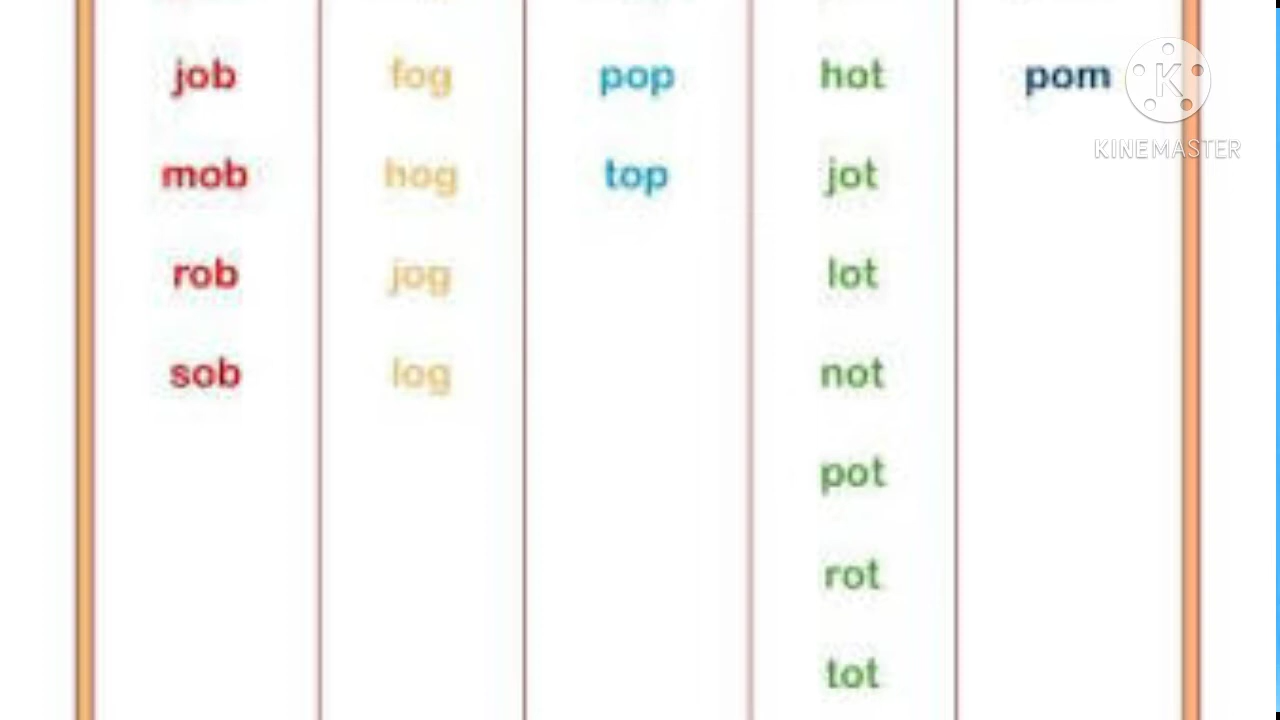 job fog pop hot pom
mob hog top jot
rob jog lot
sob log not
pot
rot
tot
K
KINEMASTER